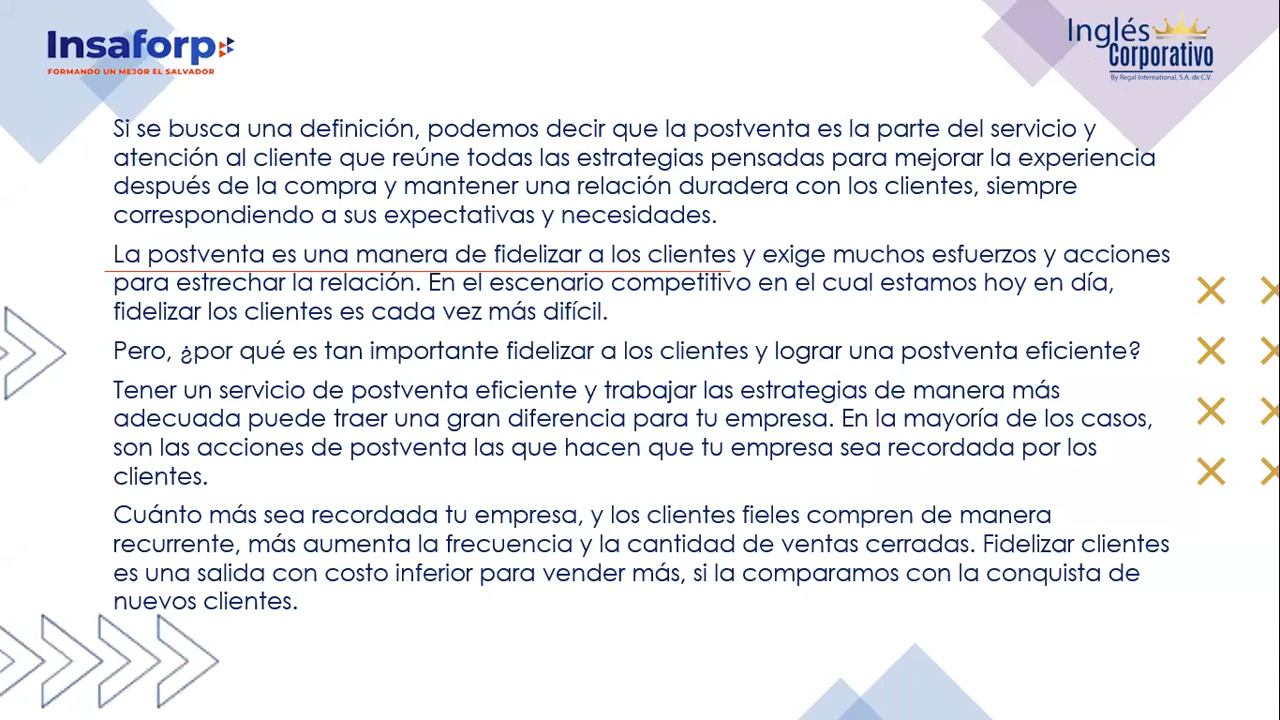 Insaforp
FORMANDO UN MEJOR EL SALVADOR
Inglés
Corporativo
By Regal International, S.A. de C.V.
Si se busca una definición, podemos decir que la postventa es la parte del servicio y
atención al cliente que reúne todas las estrategias pensadas para mejorar la experiencia
después de la compra y mantener una relación duradera con los clientes, siempre
correspondiendo a sus expectativas y necesidades.
La postventa es una manera de fidelizar a los clientes y exige muchos esfuerzos y acciones
para estrechar la relación. En el escenario competitivo en el cual estamos hoy en día,
fidelizar los clientes es cada vez más difícil.
Pero, ¿por qué es tan importante fidelizar a los clientes y lograr una postventa eficiente?
Tener un servicio de postventa eficiente y trabajar las estrategias de manera más
adecuada puede traer una gran diferencia para tu empresa. En la mayoría de los casos,
son las acciones de postventa las que hacen que tu empresa sea recordada por los
clientes.
Cuánto más sea recordada tu empresa, y los clientes fieles compren de manera
recurrente, más aumenta la frecuencia y la cantidad de ventas cerradas. Fidelizar clientes
es una salida con costo inferior para vender más, si la comparamos con la conquista de
nuevos clientes.